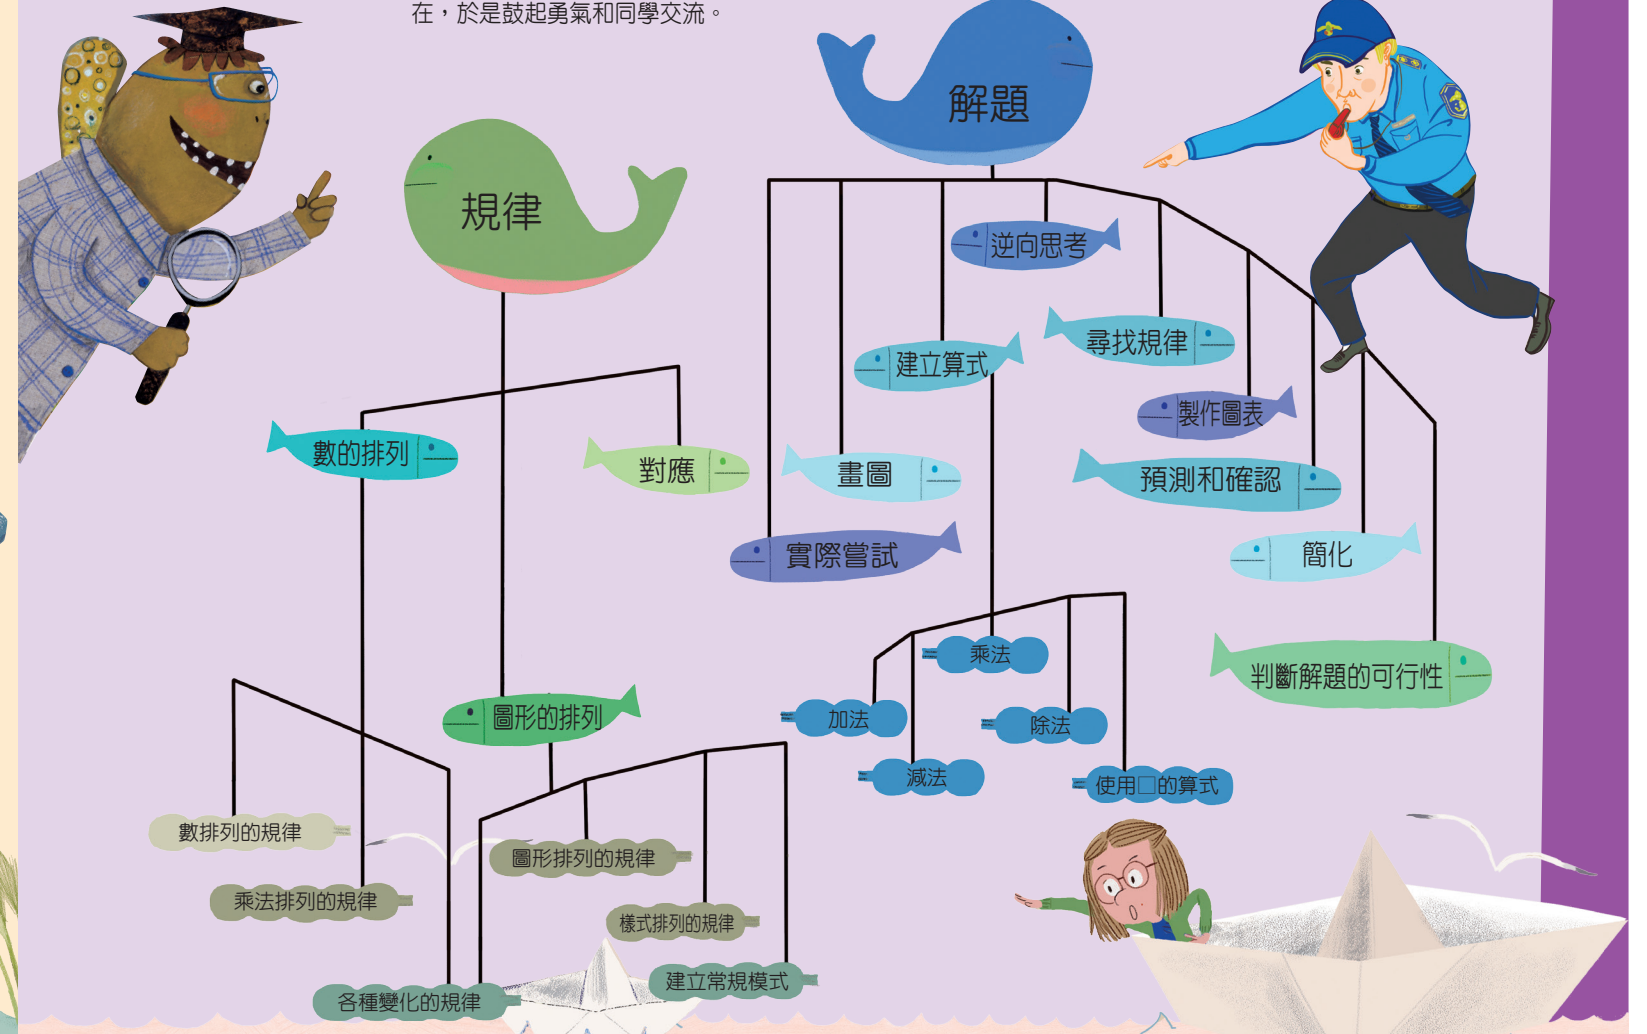 在，於是鼓起勇氣和同學交流。
解題
規律
逆向思考
尋找規律
建立算式
製作圖表
數的排列
對應
畫圖
預測和確認
實際嘗試
簡化
乘法
判斷解題的可行性
圖形的排列
加法
除法
減法
使用□的算式
數排列的規律
圖形排列的規律
乘法排列的規律
樣式排列的規律
建立常規模式
各種變化的規律